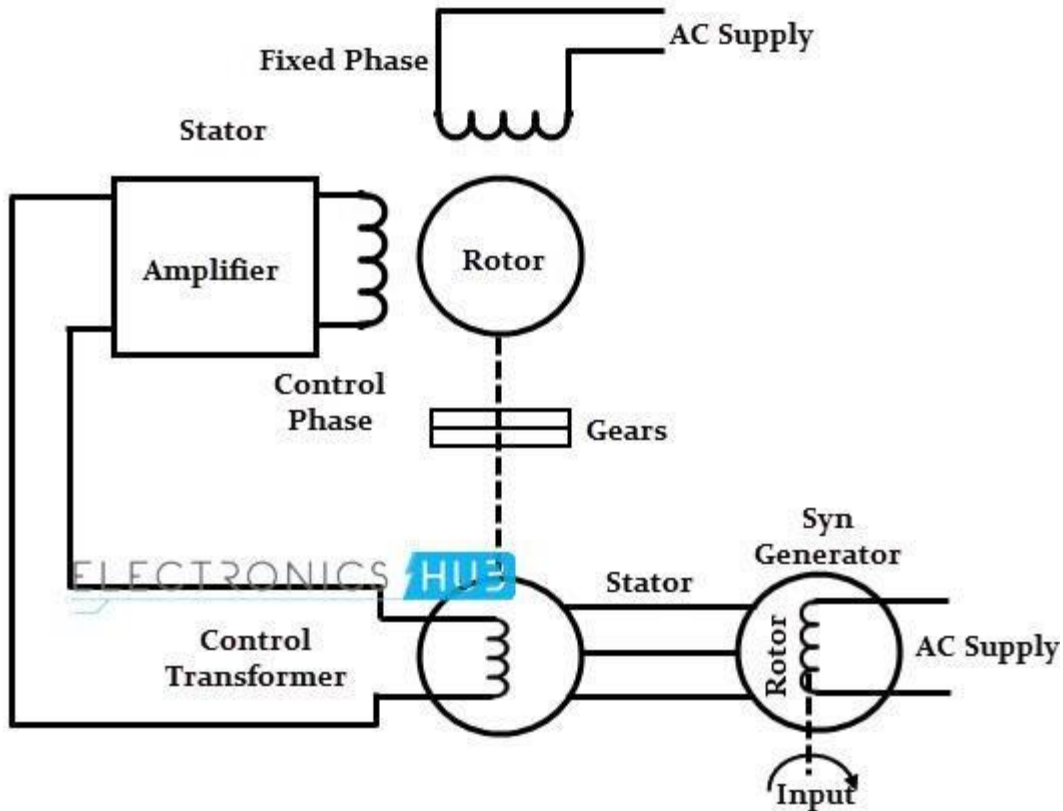 AC Supply
Fixed Phase
Stator
Amplifier
Rotor
Control
Phase
Gears
ELECTRONICS HUB
Syn
Generator
Stator
Control
Transformer
Rotor
AC Supply
Input